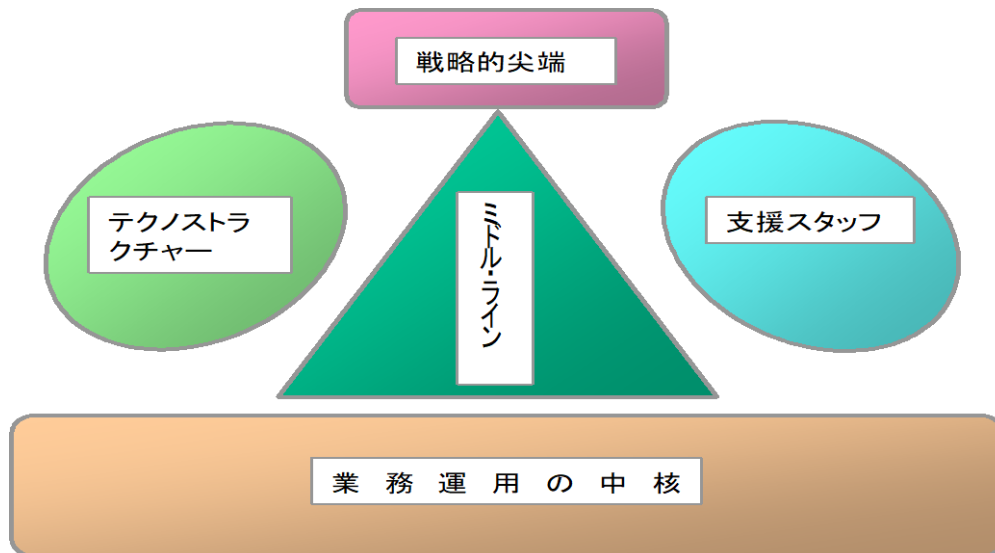 戦略的尖端
テクノストラ
クチャー
ミドル・ライン
支援スタッフ
業務運用の中核